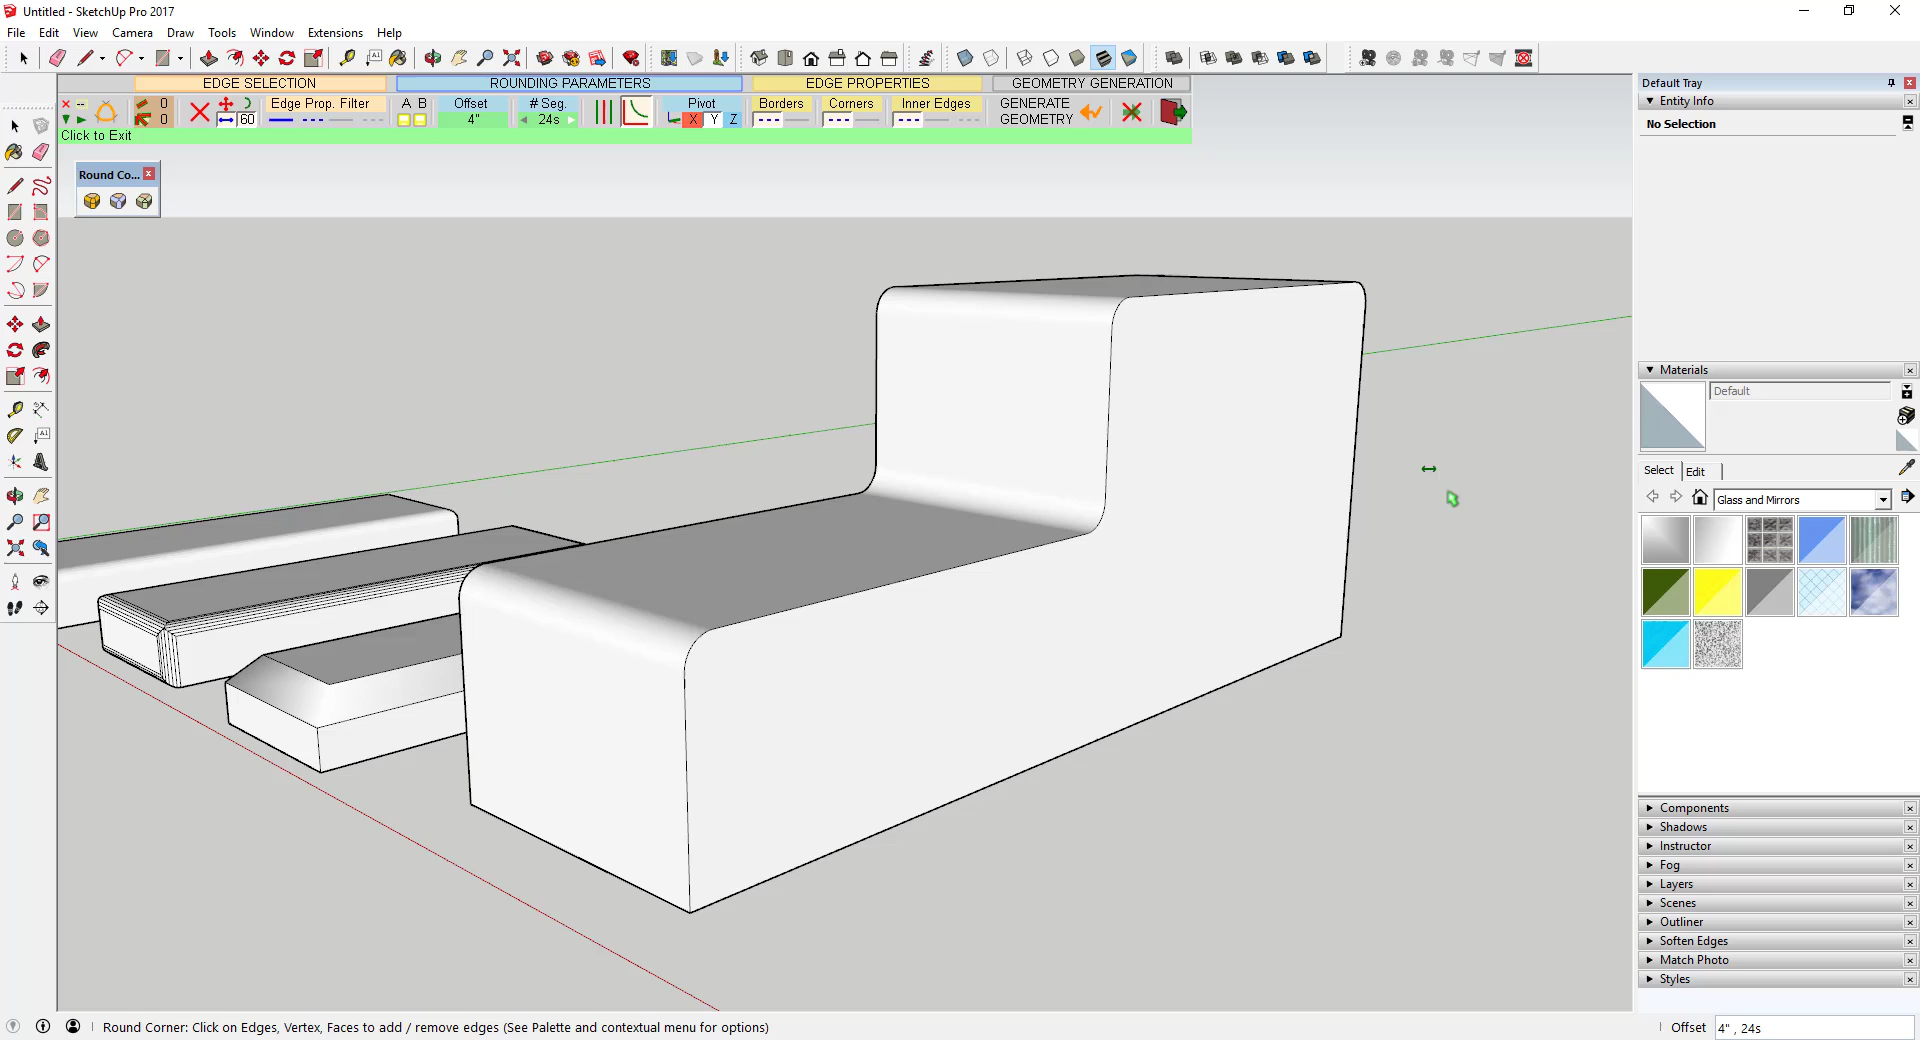 Untitled - SketchUp Pro 2017
File Edit View Camera Draw Tools Window Extensions Help
EDGE SELECTION ROUNDING PARAMETERS EDGE PROPERTIES GEOMETRY GENERATION
0 Edge Prop. Filter A B Offset # Seg. Pivot Borders Corners Inner Edges GENERATE
0 60 4" 24s X Y Z GEOMETRY
Click to Exit
Round Co...
Default Tray
Entity Info
No Selection
Materials
Default
Select Edit
Glass and Mirrors
Components
Shadows
Instructor
Fog
Layers
Scenes
Outliner
Soften Edges
Match Photo
Styles
Round Corner: Click on Edges, Vertex, Faces to add / remove edges (See Palette and contextual menu for options)
Offset 4" , 24s